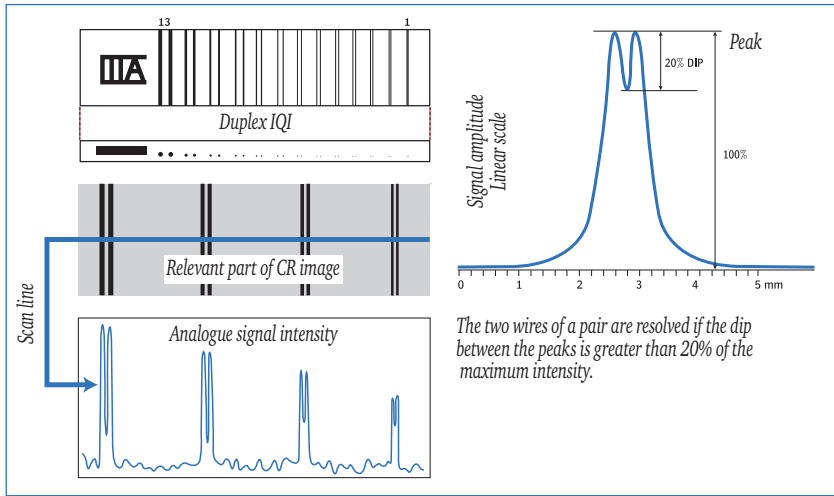 13 1
Duplex IQI
Relevant part of CR image
Scan line
Analogue signal intensity
Peak
20% DIP
100%
Signal amplitude
Linear scale
0 1 2 3 4 5 mm
The two wires of a pair are resolved if the dip
between the peaks is greater than 20% of the
maximum intensity.